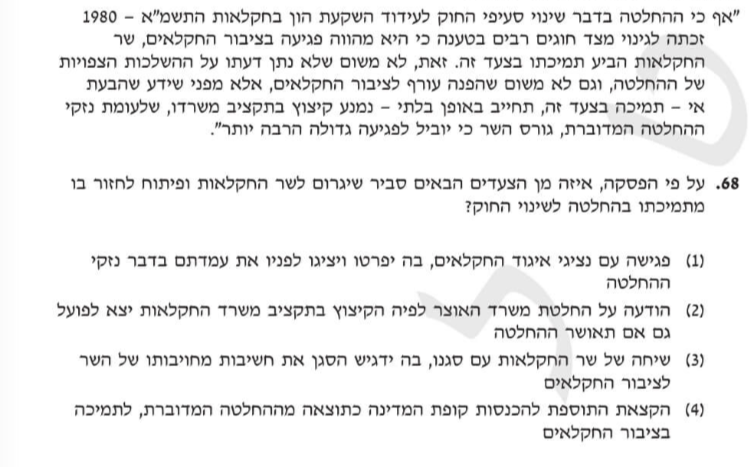 "אף כי ההחלטה בדבר שינוי סעיפי החוק לעידוד השקעת הון בחקלאות התשמ"א – 1980
זכתה לגינוי מצד חוגים רבים בטענה כי היא מהווה פגיעה בציבור החקלאים, שר
החקלאות הביע תמיכתו בצעד זה. זאת, לא משום שלא נתן דעתו על ההשלכות הצפויות
של ההחלטה, וגם לא משום שהפנה עורף לציבור החקלאים, אלא מפני שידע שהבעת
אי – תמיכה בצעד זה, תחייב באופן בלתי – נמנע קיצוץ בתקציב משרדו, שלעומת נזקי
ההחלטה המדוברת, גורס השר כי יוביל לפגיעה גדולה הרבה יותר".
68. על פי הפסקה, איזה מן הצעדים הבאים סביר שיגרום לשר החקלאות ופיתוח לחזור בו
מתמיכתו בהחלטה לשינוי החוק?
(1) פגישה עם נציגי איגוד החקלאים, בה יפרטו ויציגו לפניו את עמדתם בדבר נזקי
ההחלטה
(2) הודעה על החלטת משרד האוצר לפיה הקיצוץ בתקציב משרד החקלאות יצא לפועל
גם אם תאושר ההחלטה
(3) שיחה של שר החקלאות עם סגנו, בה ידגיש הסגן את חשיבות מחויבותו של השר
לציבור החקלאים
(4) הקצאת התוספת להכנסות קופת המדינה כתוצאה מההחלטה המדוברת, לתמיכה
בציבור החקלאים